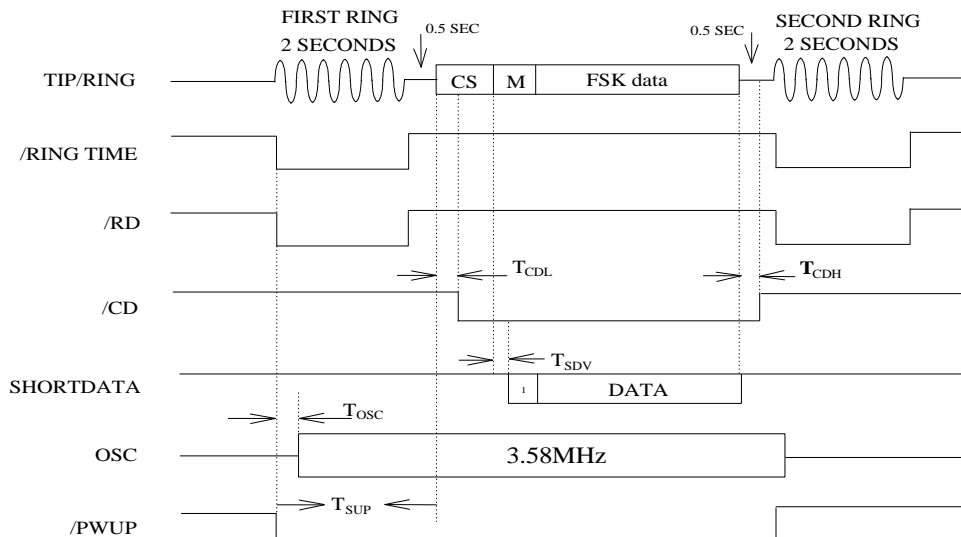 FIRST RING
2 SECONDS
0.5 SEC
0.5 SEC
SECOND RING
2 SECONDS
TIP/RING
CS
M
FSK data
/RING TIME
/RD
TCDL
TCDH
/CD
TSDV
SHORTDATA
1
DATA
TOSC
OSC
3.58MHz
TSUP
/PWUP